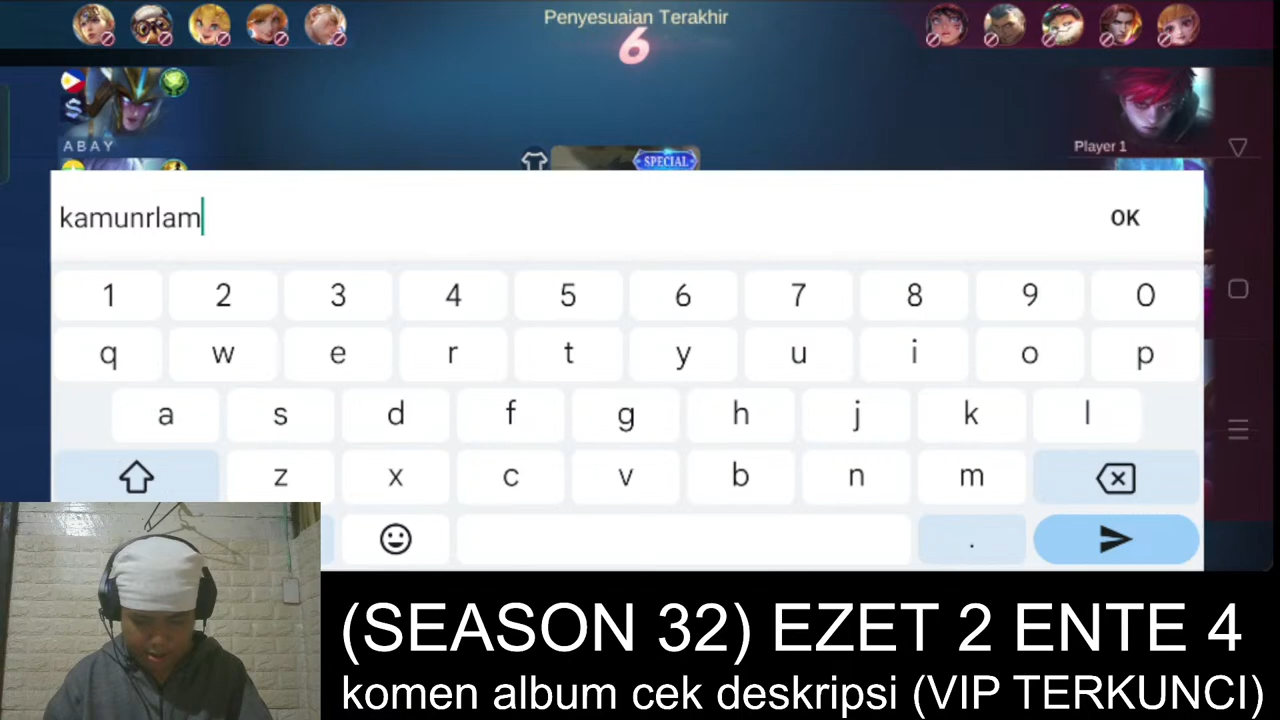 Penyesuaian Terakhir
6
ABAY
Player 1
SPECIAL
kamunrlam
OK
1 2 3 4 5 6 7 8 9 0
q w e r t y u i o p
a s d f g h j k l
z x c v b n m
.
(SEASON 32) EZET 2 ENTE 4
komen album cek deskripsi (VIP TERKUNCI)